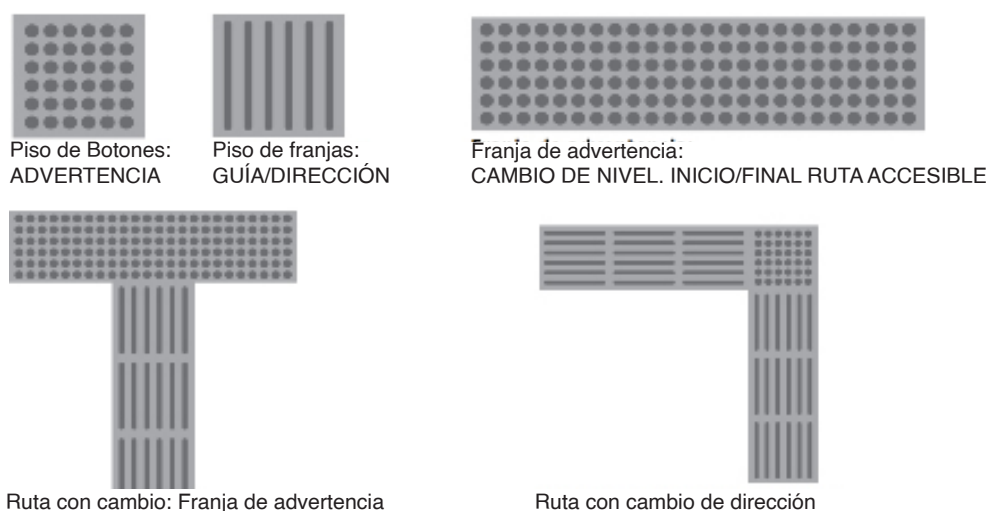 Piso de Botones:
ADVERTENCIA
Piso de franjas:
GUÍA/DIRECCIÓN
Franja de advertencia:
CAMBIO DE NIVEL. INICIO/FINAL RUTA ACCESIBLE
Ruta con cambio: Franja de advertencia
Ruta con cambio de dirección